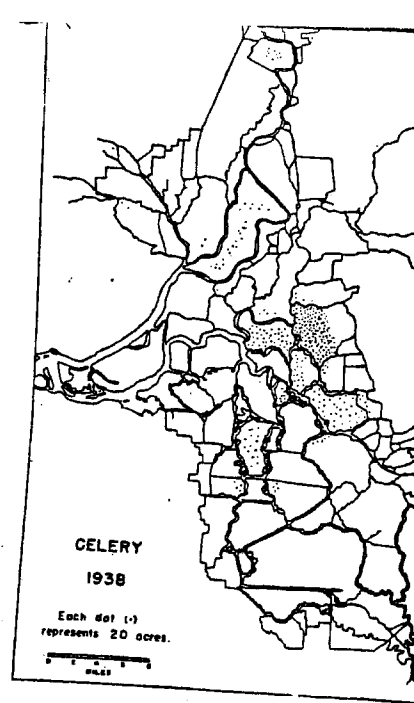 CELERY
1938
Each dot (·)
represents 20 acres.
MILES